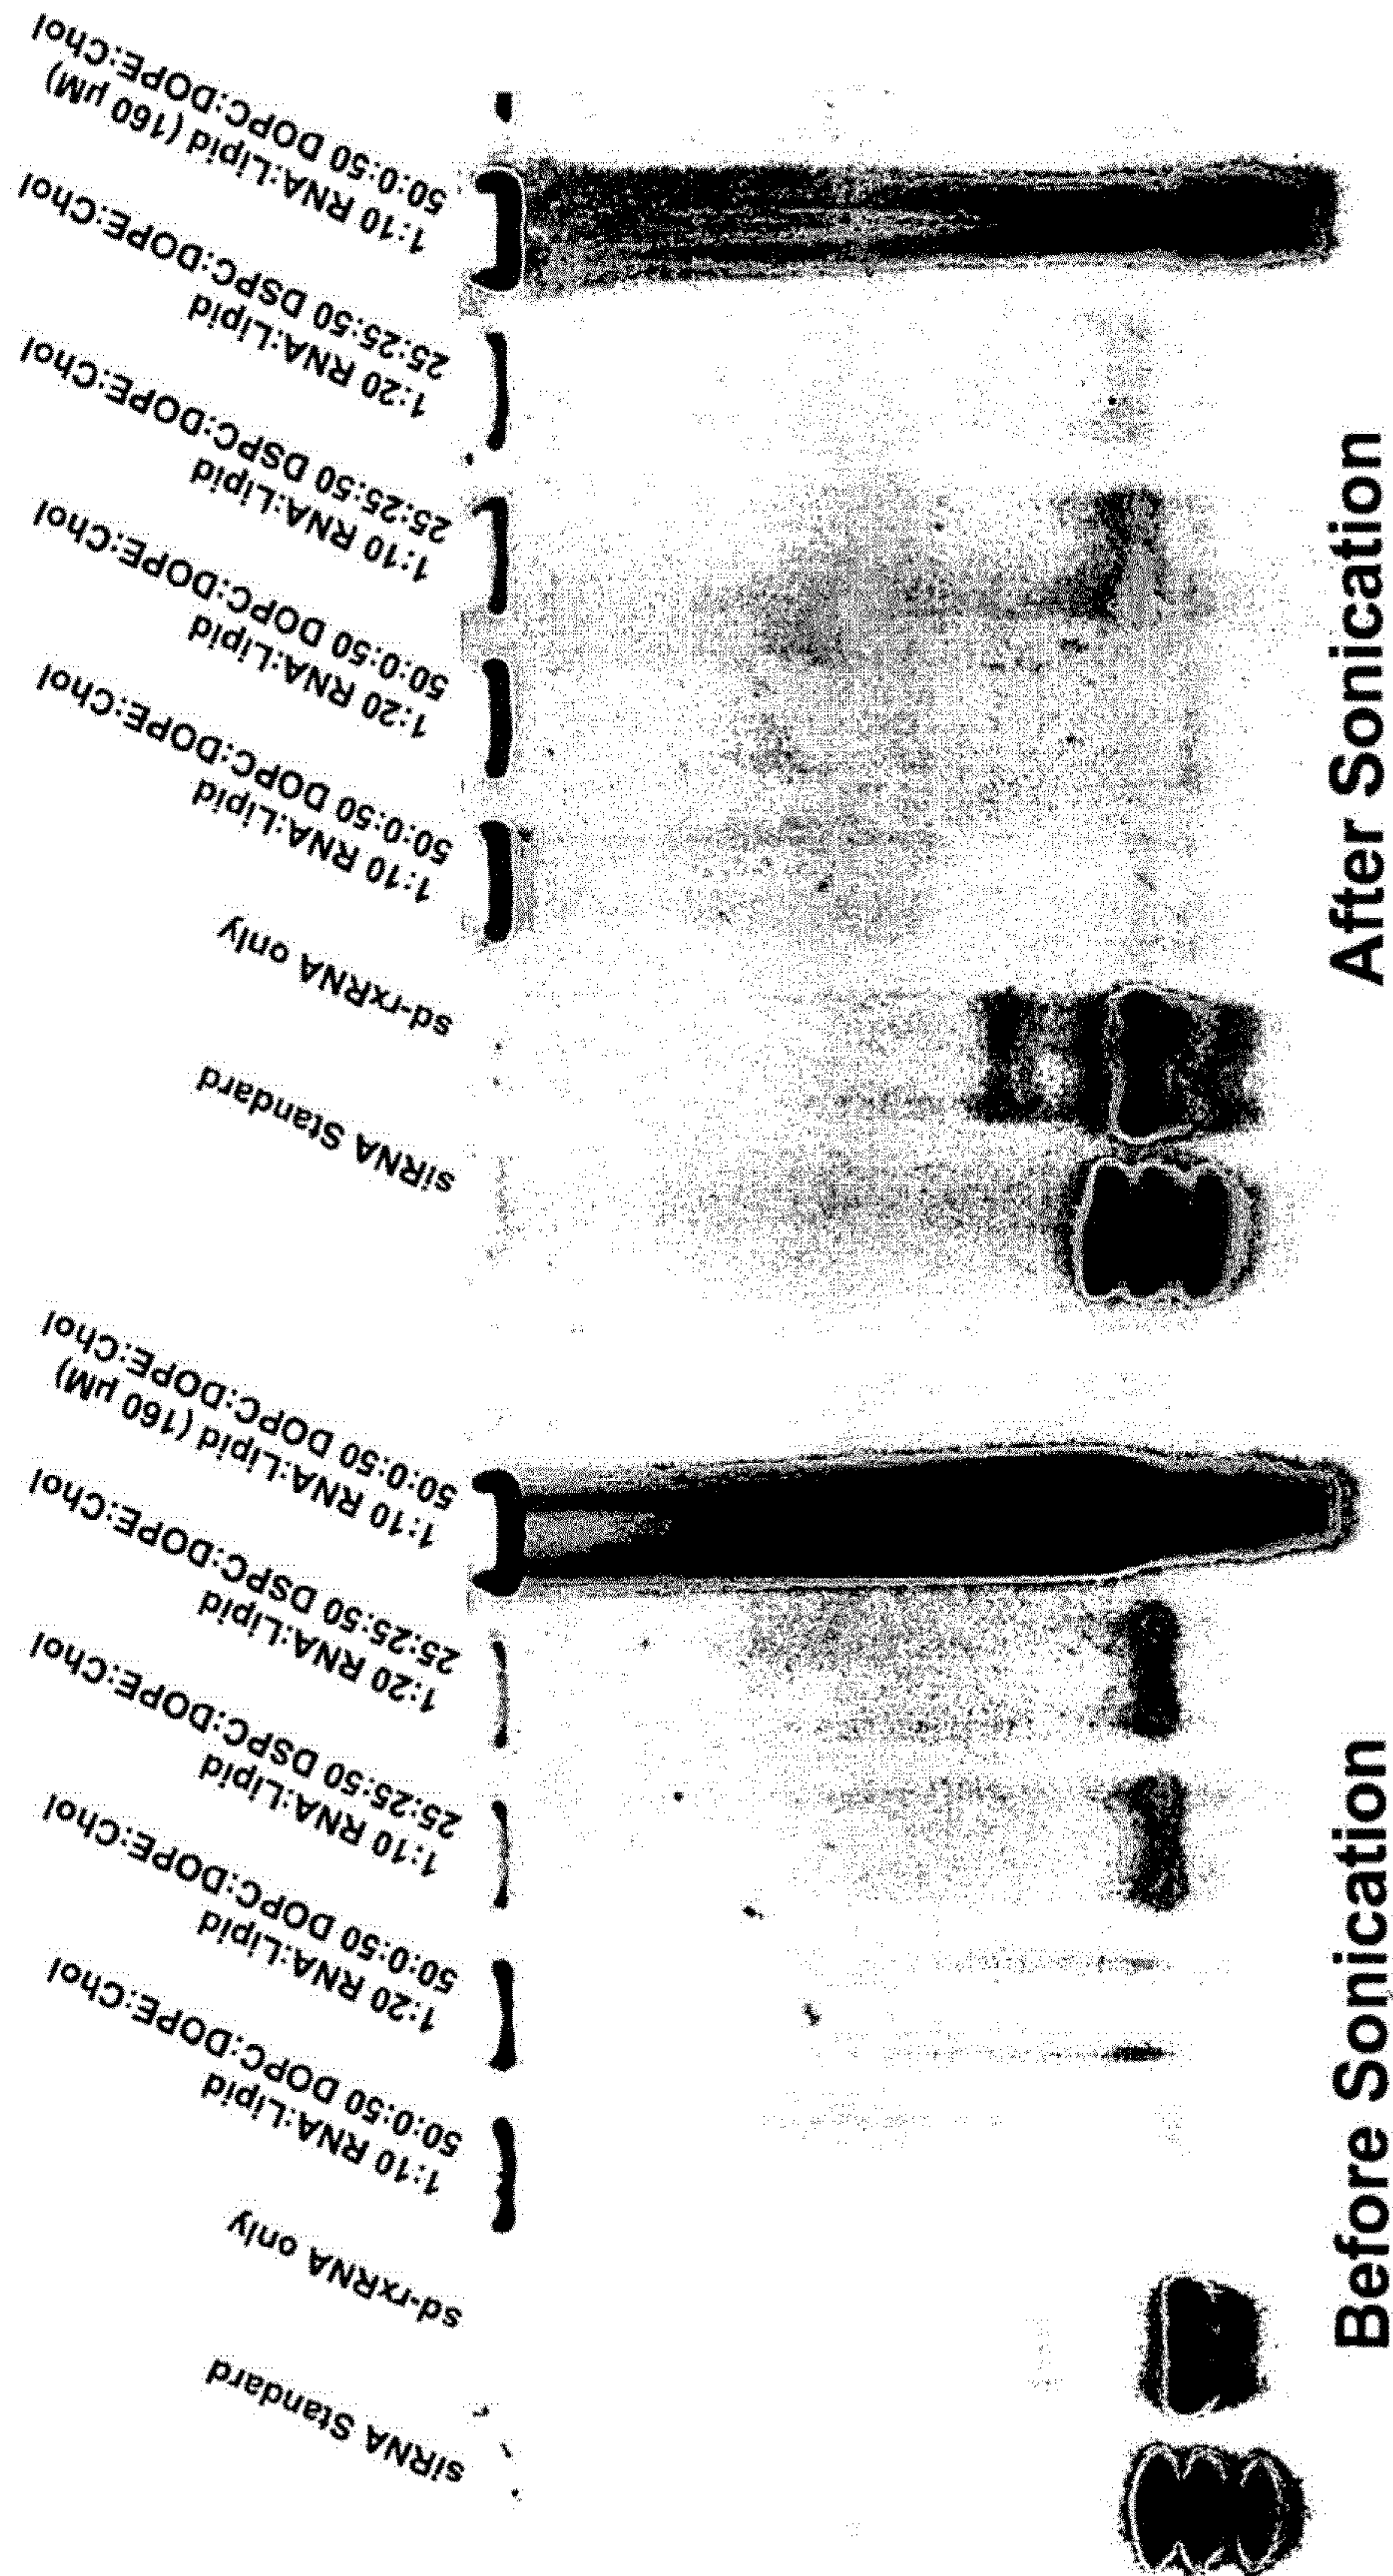 siRNA Standard
sd-rxRNA only
1:10 RNA:Lipid
50:0:50 DOPC:DOPE:Chol
1:20 RNA:Lipid
50:0:50 DOPC:DOPE:Chol
1:10 RNA:Lipid
25:25:50 DSPC:DOPE:Chol
1:20 RNA:Lipid
25:25:50 DSPC:DOPE:Chol
1:10 RNA:Lipid (160 µM)
50:0:50 DOPC:DOPE:Chol
Before Sonication
siRNA Standard
sd-rxRNA only
1:10 RNA:Lipid
50:0:50 DOPC:DOPE:Chol
1:20 RNA:Lipid
50:0:50 DOPC:DOPE:Chol
1:10 RNA:Lipid
25:25:50 DSPC:DOPE:Chol
1:20 RNA:Lipid
25:25:50 DSPC:DOPE:Chol
1:10 RNA:Lipid (160 µM)
50:0:50 DOPC:DOPE:Chol
After Sonication